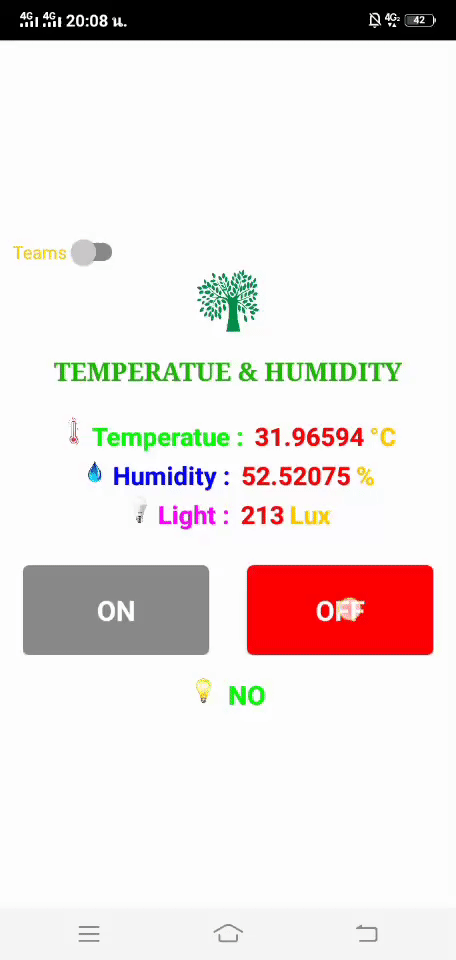 4G 4G 20:08 น. 4G2 42
Teams
TEMPERATUE & HUMIDITY
Temperatue : 31.96594 °C
Humidity : 52.52075 %
Light : 213 Lux
ON OFF
NO